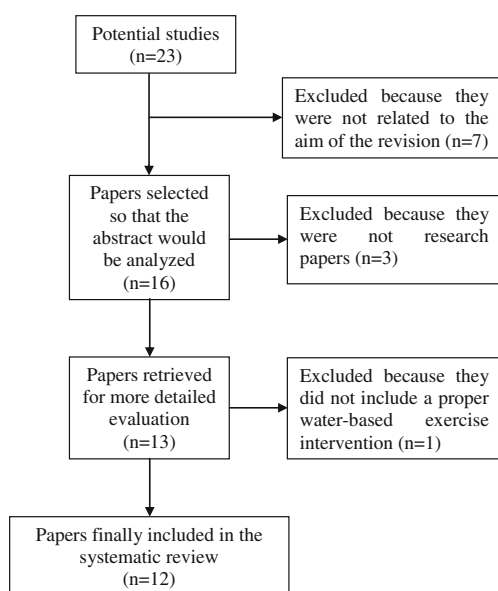 Potential studies
(n=23)
Excluded because they
were not related to the
aim of the revision (n=7)
Papers selected
so that the
abstract would
be analyzed
(n=16)
Excluded because they
were not research
papers (n=3)
Papers retrieved
for more detailed
evaluation
(n=13)
Excluded because they
did not include a proper
water-based exercise
intervention (n=1)
Papers finally included in the
systematic review
(n=12)